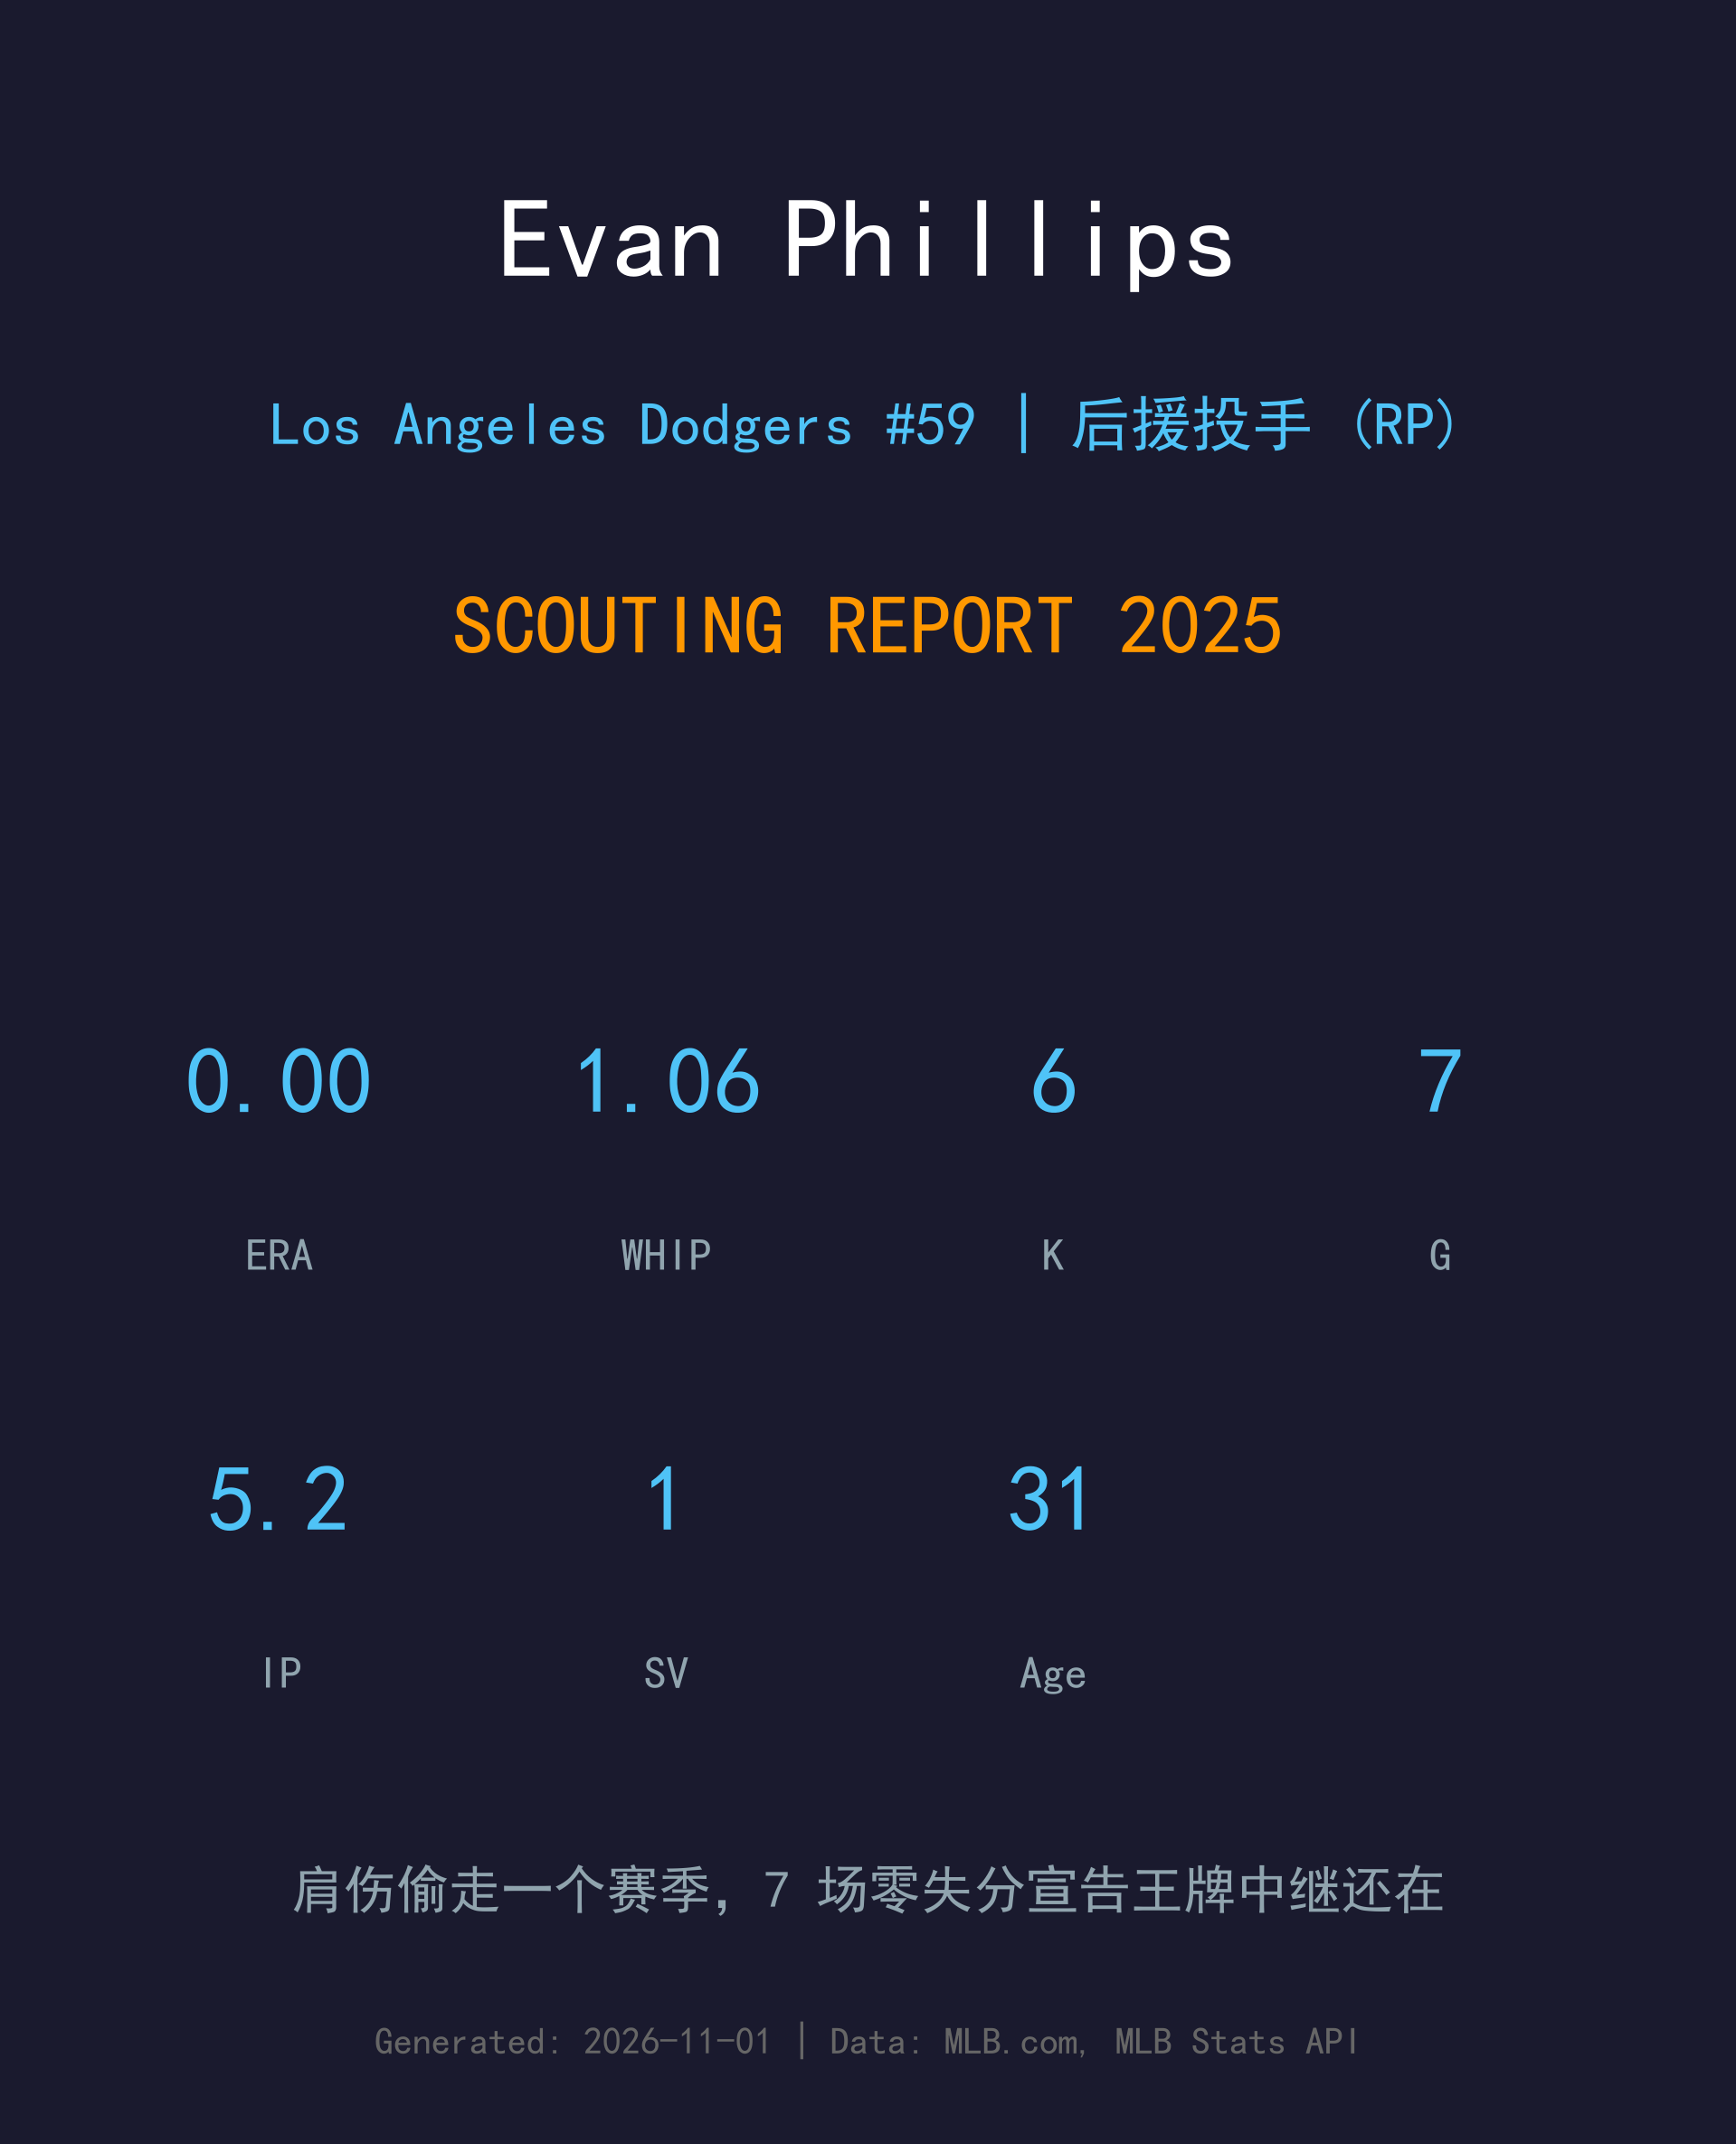 Evan Phillips
Los Angeles Dodgers #59 | 后援投手 (RP)
SCOUTING REPORT 2025
0.00 1.06 6 7
ERA WHIP K G
5.2 1 31
IP SV Age
肩伤偷走一个赛季, 7 场零失分宣告王牌中继还在
Generated: 2026-11-01 | Data: MLB.com, MLB Stats API